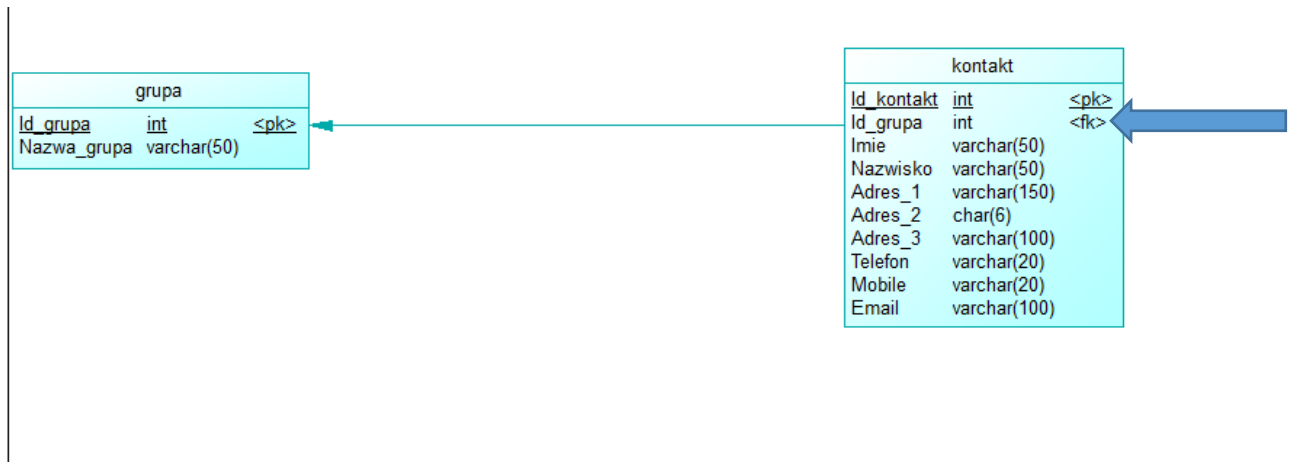 grupa
Id_grupa int <pk>
Nazwa_grupa varchar(50)
kontakt
Id_kontakt int <pk>
Id_grupa int <fk>
Imie varchar(50)
Nazwisko varchar(50)
Adres_1 varchar(150)
Adres_2 char(6)
Adres_3 varchar(100)
Telefon varchar(20)
Mobile varchar(20)
Email varchar(100)